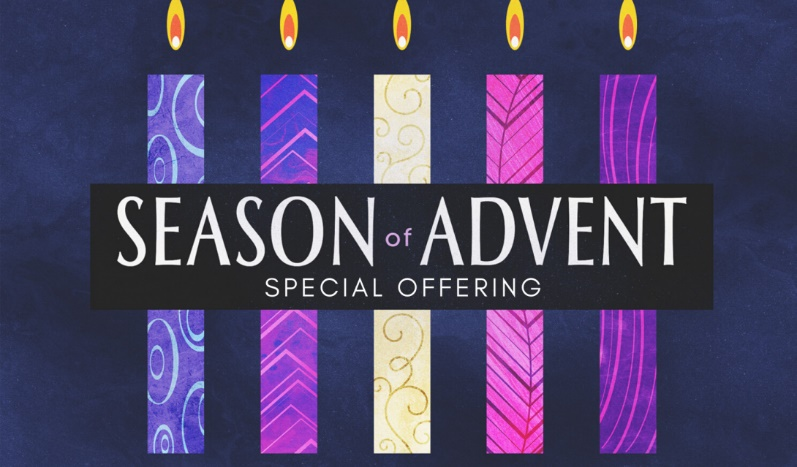 SEASON of ADVENT
SPECIAL OFFERING